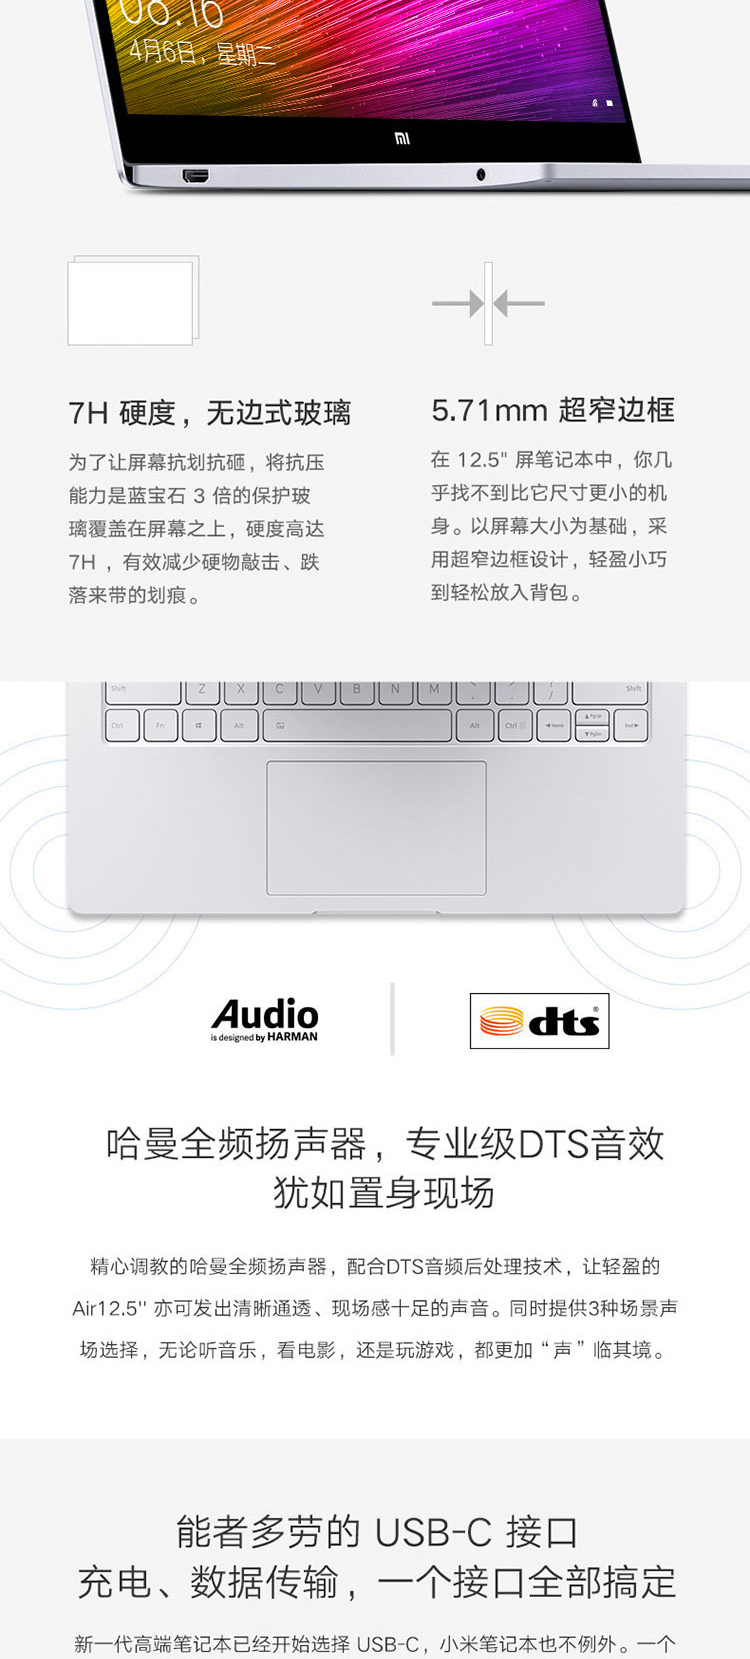 08:16
4月6日，星期二
mi
7H 硬度，无边式玻璃
为了让屏幕抗划抗砸，将抗压
能力是蓝宝石 3 倍的保护玻
璃覆盖在屏幕之上，硬度高达
7H ，有效减少硬物敲击、跌
落来带的划痕。
5.71mm 超窄边框
在 12.5" 屏笔记本中，你几
乎找不到比它尺寸更小的机
身。以屏幕大小为基础，采
用超窄边框设计，轻盈小巧
到轻松放入背包。
Shift Z X C V B N M , . / Shift
Ctrl Fn Alt Alt Ctrl Home PgUp PgDn End
Audio
is designed by HARMAN
dts®
哈曼全频扬声器，专业级DTS音效
犹如置身现场
精心调教的哈曼全频扬声器，配合DTS音频后处理技术，让轻盈的
Air12.5'' 亦可发出清晰通透、现场感十足的声音。同时提供3种场景声
场选择，无论听音乐，看电影，还是玩游戏，都更加“声”临其境。
能者多劳的 USB-C 接口
充电、数据传输，一个接口全部搞定
新一代高端笔记本已经开始选择 USB-C，小米笔记本也不例外。一个